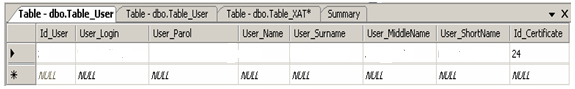 Table - dbo.Table_User Table - dbo.Table_User Table - dbo.Table_XAT* Summary
Id_User User_Login User_Parol User_Name User_Surname User_MiddleName User_ShortName Id_Certificate
24
NULL NULL NULL NULL NULL NULL NULL NULL